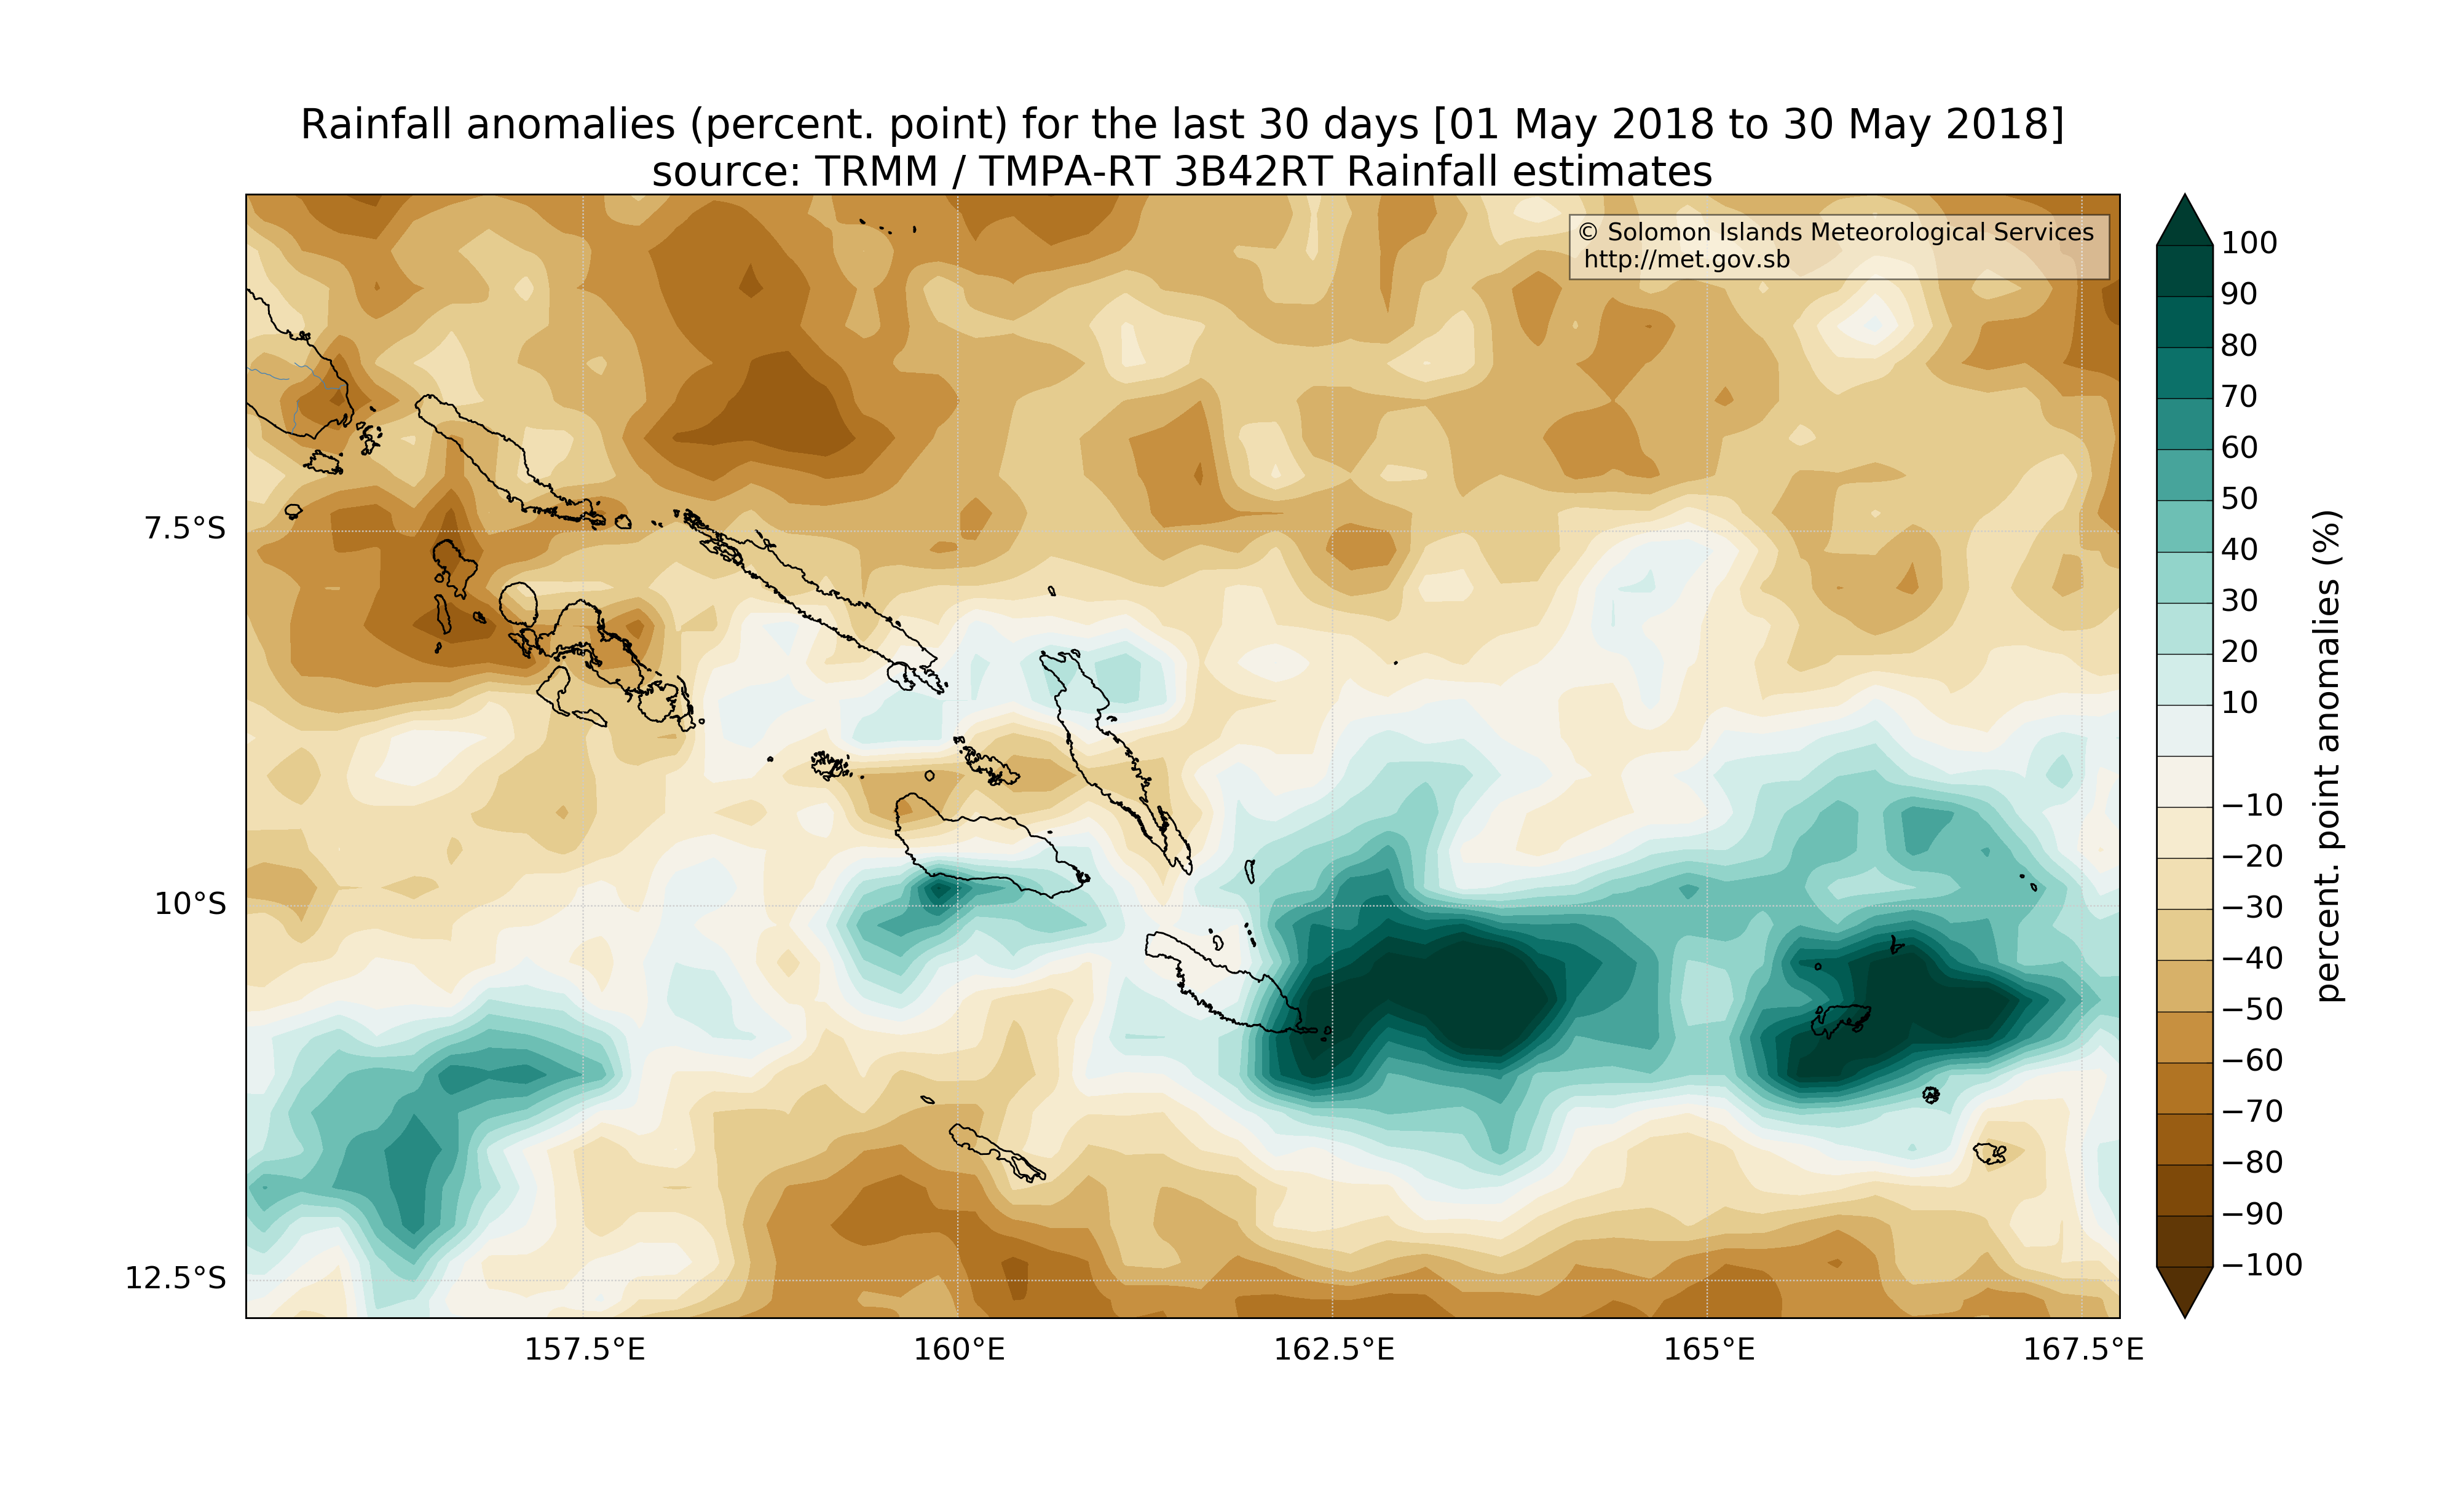 Rainfall anomalies (percent. point) for the last 30 days [01 May 2018 to 30 May 2018]
source: TRMM / TMPA-RT 3B42RT Rainfall estimates
© Solomon Islands Meteorological Services
http://met.gov.sb
7.5°S
10°S
12.5°S
157.5°E
160°E
162.5°E
165°E
167.5°E
100
90
80
70
60
50
40
30
20
10
−10
−20
−30
−40
−50
−60
−70
−80
−90
−100
percent. point anomalies (%)